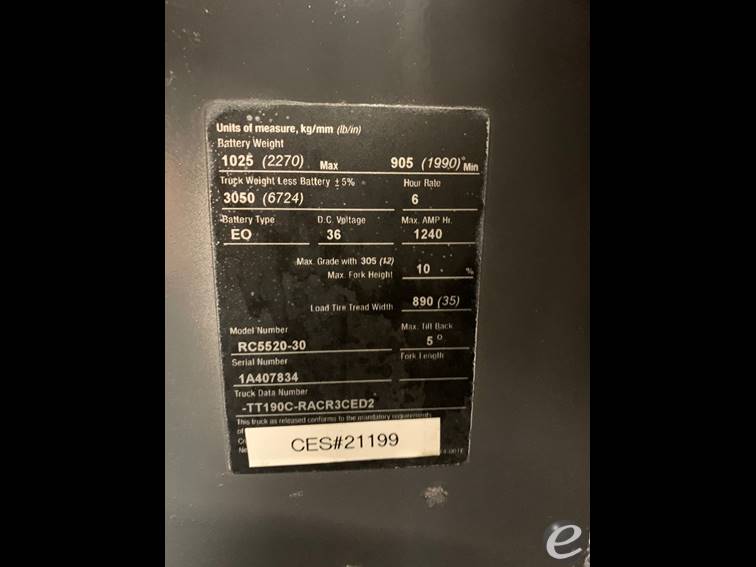 Units of measure, kg/mm (lb/in)
Battery Weight
1025 (2270) Max 905 (1990) Min
Truck Weight Less Battery ± 5% Hour Rate
3050 (6724) 6
Battery Type D.C. Voltage Max. AMP Hr.
EO 36 1240
Max. Grade with 305 (12)
Max. Fork Height 10 %
Load Tire Tread Width 890 (35)
Model Number Max. Tilt Back
RC5520-30 5°
Serial Number Fork Length
1A407834
Truck Data Number
-TT190C-RACR3CED2
This truck as released conforms to the mandatory requirements
of
CES#21199
e